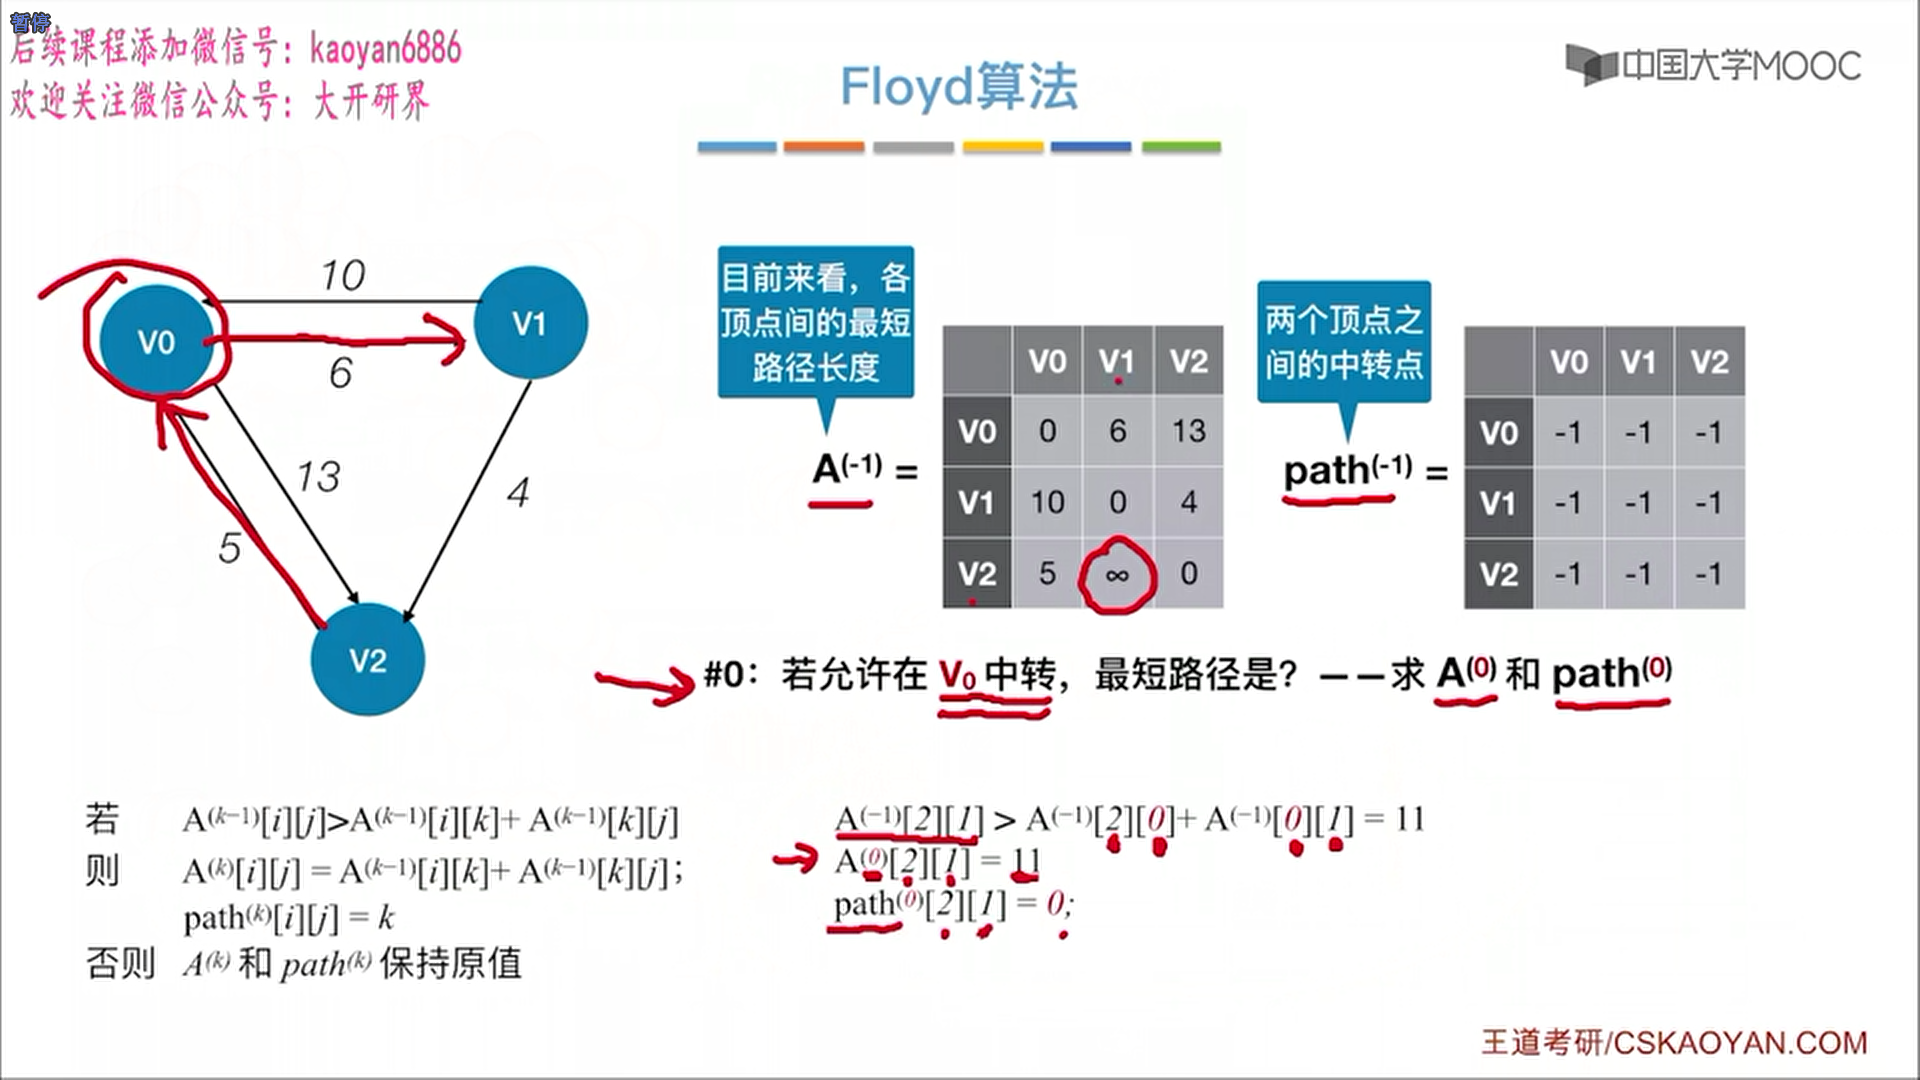 暂停
后续课程添加微信号：kaoyan6886
欢迎关注微信公众号：大开研界
Floyd算法
中国大学MOOC
10
V0
V1
6
13
4
5
V2
目前来看，各
顶点间的最短
路径长度
A(-1) =
V0 V1 V2
V0 0 6 13
V1 10 0 4
V2 5 ∞ 0
两个顶点之
间的中转点
path(-1) =
V0 V1 V2
V0 -1 -1 -1
V1 -1 -1 -1
V2 -1 -1 -1
#0：若允许在 V0 中转，最短路径是？——求 A(0) 和 path(0)
若 A(k−1)[i][j]>A(k−1)[i][k]+ A(k−1)[k][j]
则 A(k)[i][j] = A(k−1)[i][k]+ A(k−1)[k][j];
path(k)[i][j] = k
否则 A(k) 和 path(k) 保持原值
A(−1)[2][1] > A(−1)[2][0]+ A(−1)[0][1] = 11
A(0)[2][1] = 11
path(0)[2][1] = 0;
王道考研/CSKAOYAN.COM